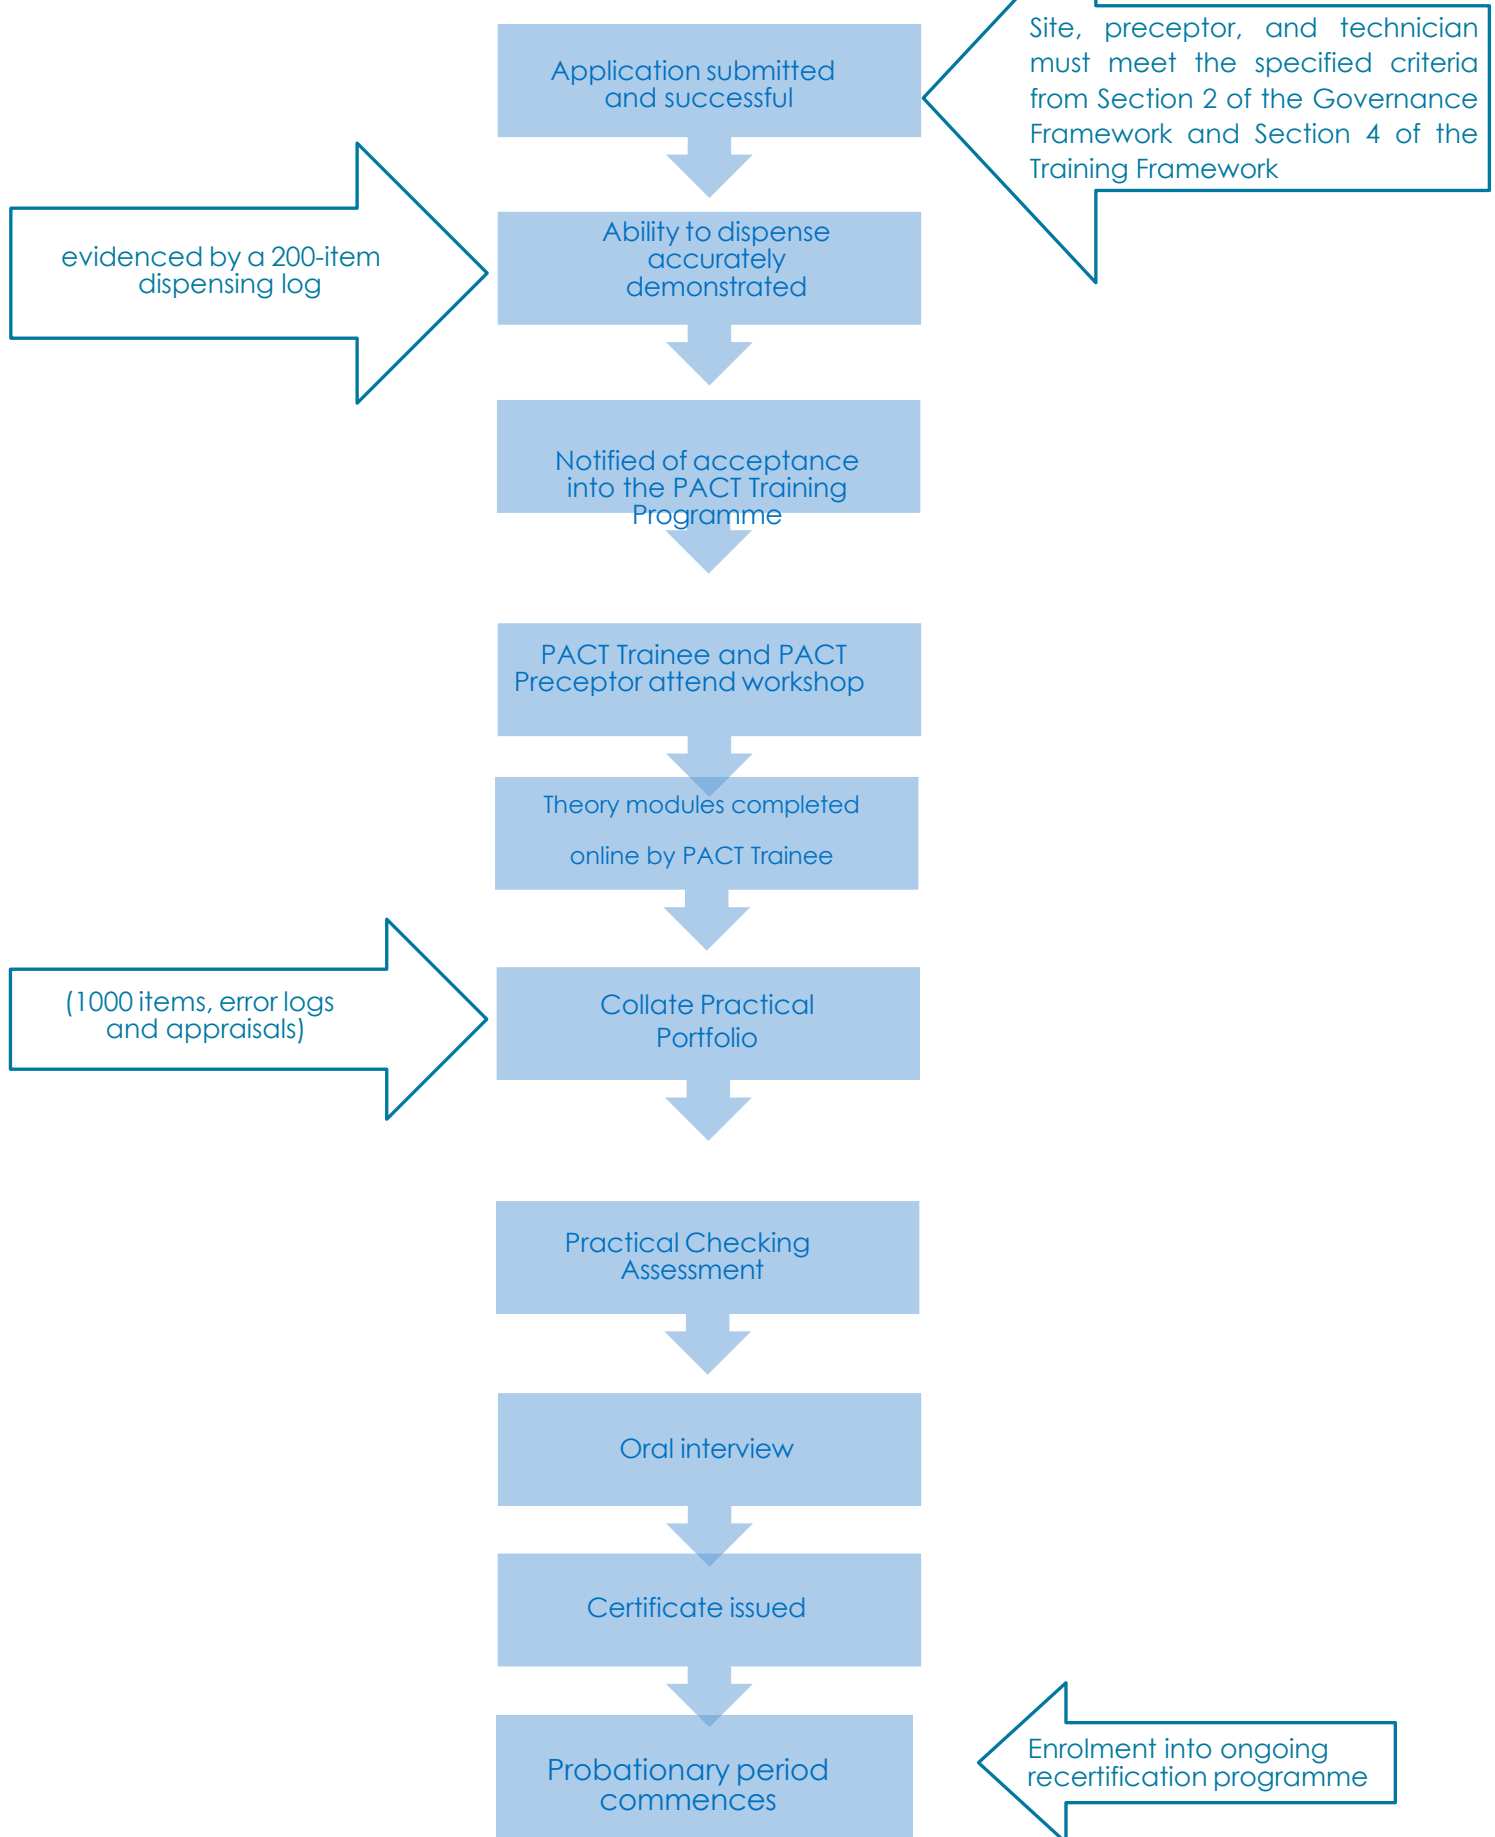 Application submitted
and successful
Site, preceptor, and technician
must meet the specified criteria
from Section 2 of the Governance
Framework and Section 4 of the
Training Framework
evidenced by a 200-item
dispensing log
Ability to dispense
accurately
demonstrated
Notified of acceptance
into the PACT Training
Programme
PACT Trainee and PACT
Preceptor attend workshop
Theory modules completed
online by PACT Trainee
(1000 items, error logs
and appraisals)
Collate Practical
Portfolio
Practical Checking
Assessment
Oral interview
Certificate issued
Probationary period
commences
Enrolment into ongoing
recertification programme